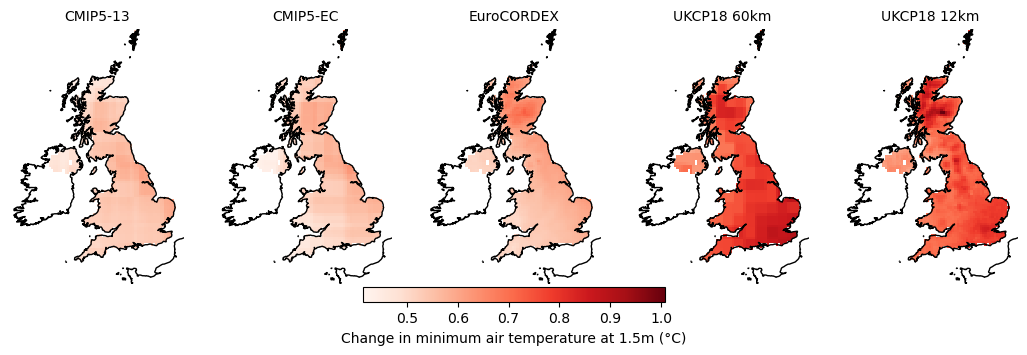 CMIP5-13 CMIP5-EC EuroCORDEX UKCP18 60km UKCP18 12km
0.5 0.6 0.7 0.8 0.9 1.0
Change in minimum air temperature at 1.5m (°C)